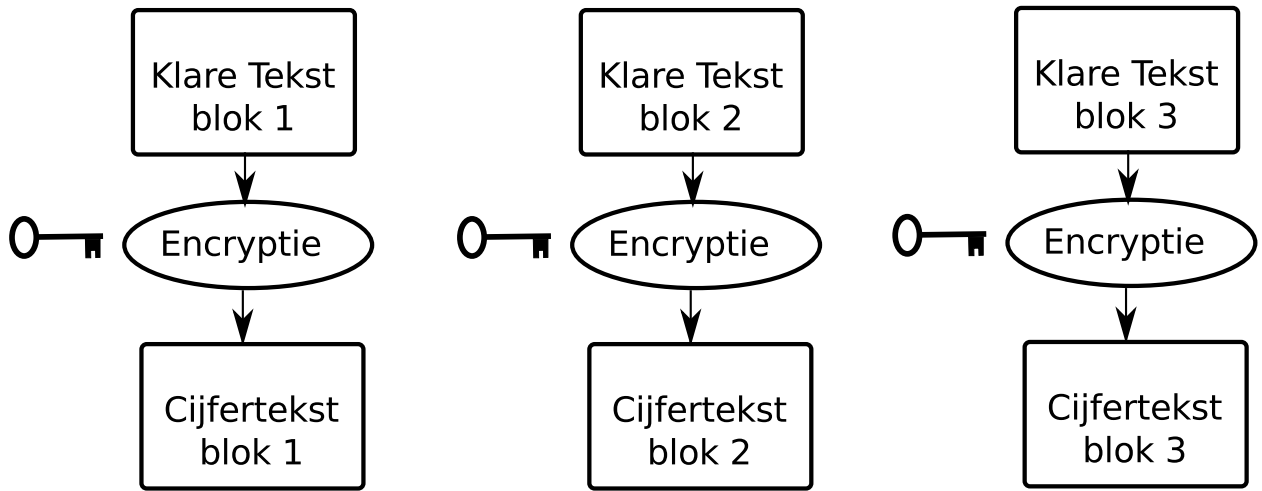 Klare Tekst
blok 1
Klare Tekst
blok 2
Klare Tekst
blok 3
Encryptie
Encryptie
Encryptie
Cijfertekst
blok 1
Cijfertekst
blok 2
Cijfertekst
blok 3